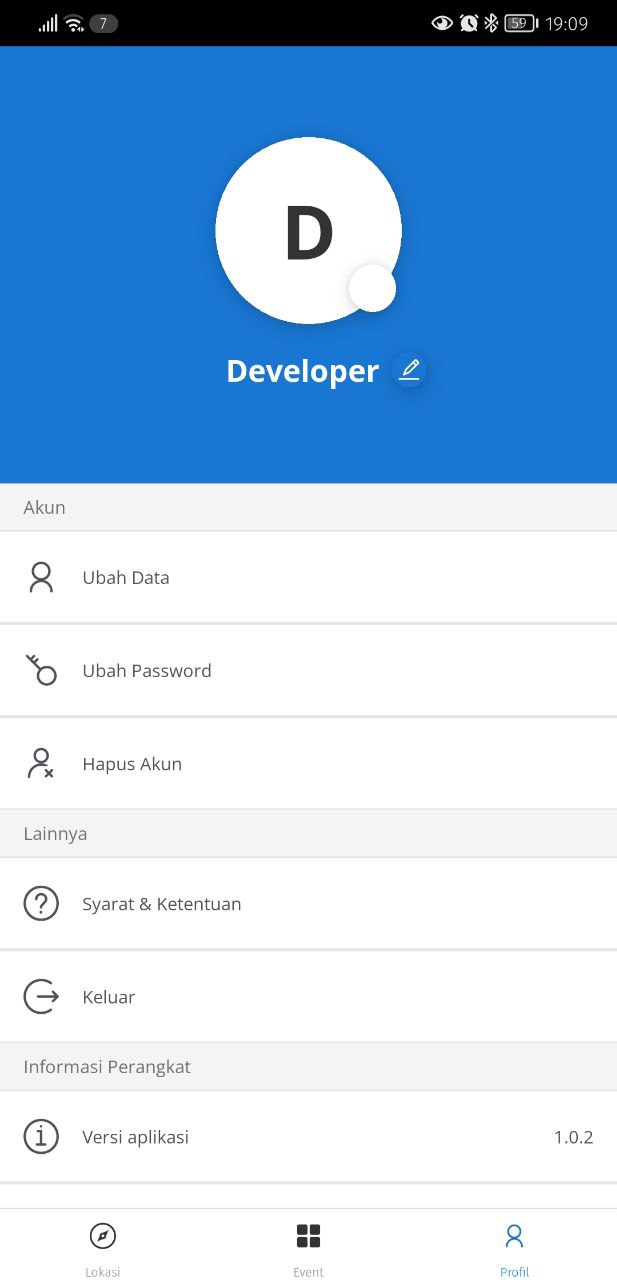 7
59
19:09
D
Developer
Akun
Ubah Data
Ubah Password
Hapus Akun
Lainnya
Syarat & Ketentuan
Keluar
Informasi Perangkat
Versi aplikasi 1.0.2
Lokasi Event Profil